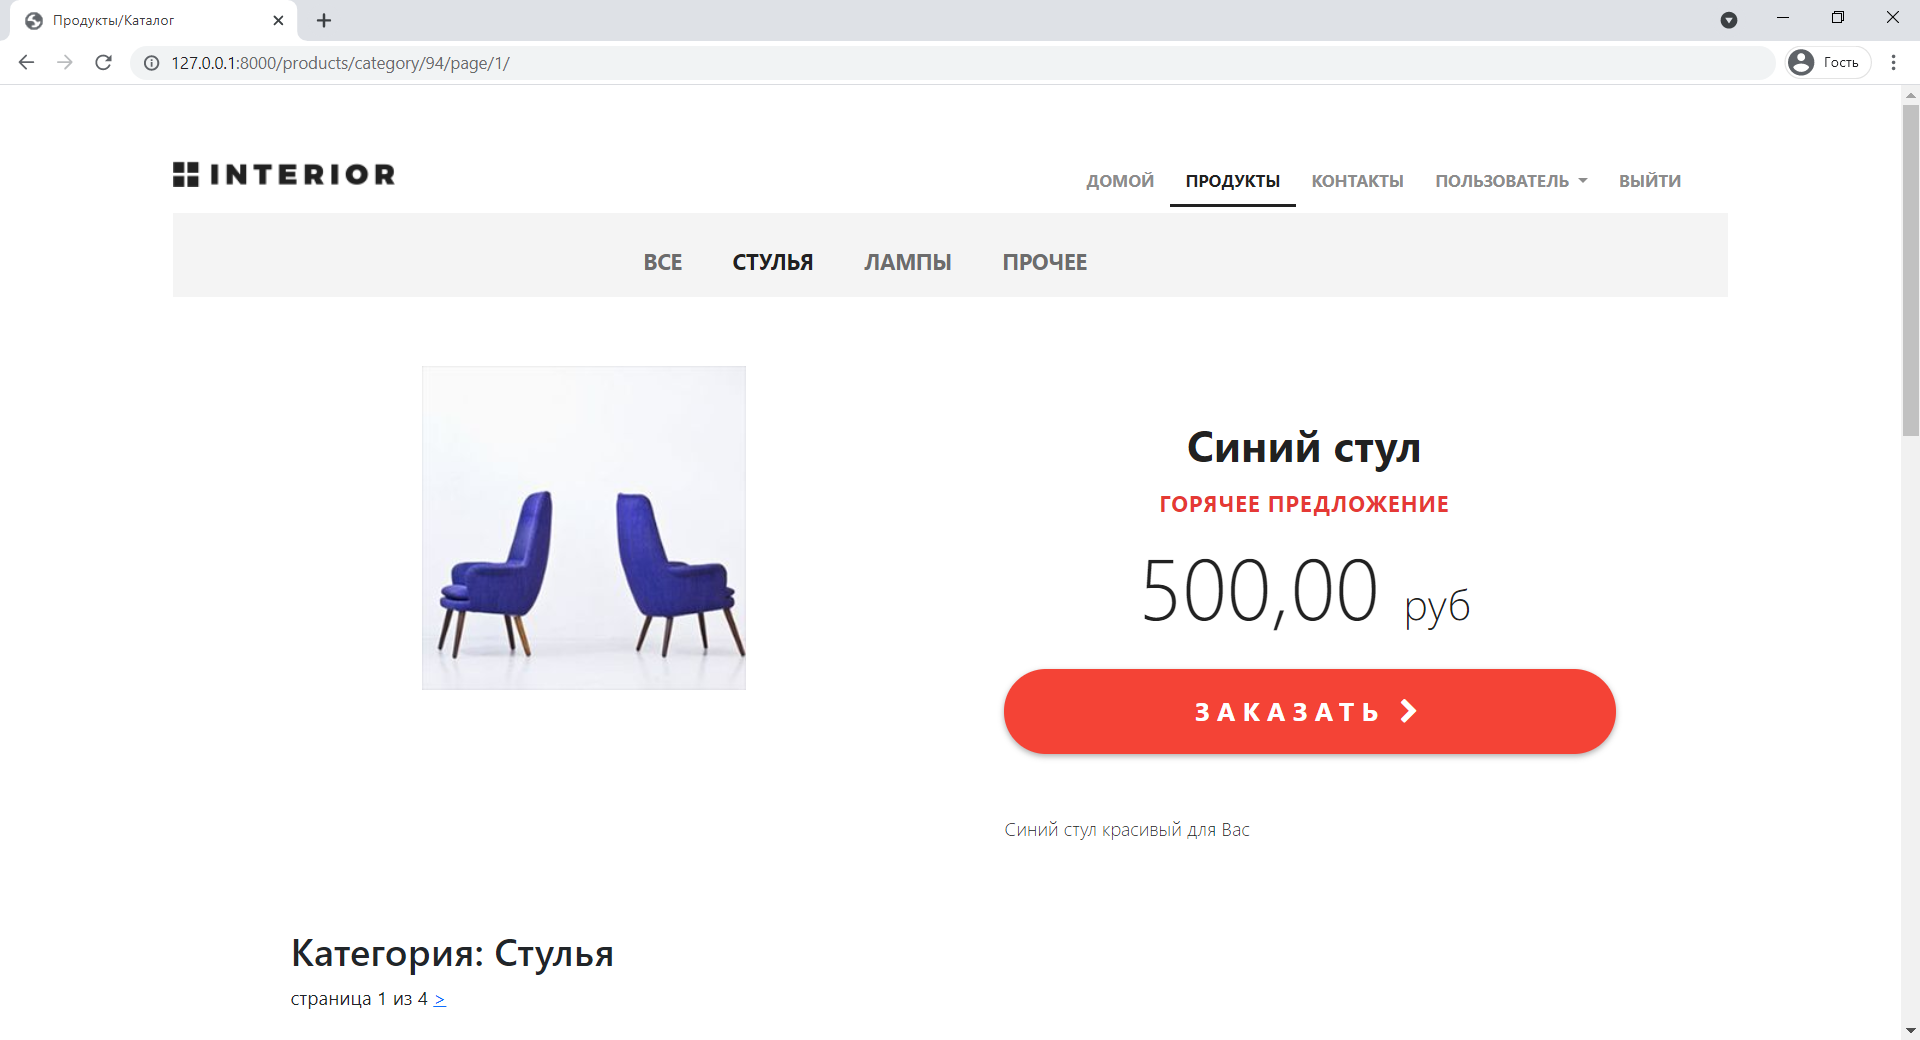 Продукты/Каталог
127.0.0.1:8000/products/category/94/page/1/
Гость
INTERIOR
ДОМОЙ ПРОДУКТЫ КОНТАКТЫ ПОЛЬЗОВАТЕЛЬ ВЫЙТИ
ВСЕ СТУЛЬЯ ЛАМПЫ ПРОЧЕЕ
Синий стул
ГОРЯЧЕЕ ПРЕДЛОЖЕНИЕ
500,00 руб
ЗАКАЗАТЬ
Синий стул красивый для Вас
Категория: Стулья
страница 1 из 4 >